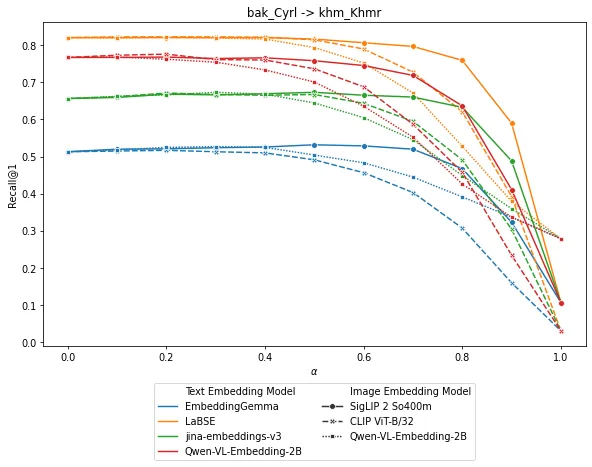 bak_Cyrl -> khm_Khmr
Recall@1
0.8
0.7
0.6
0.5
0.4
0.3
0.2
0.1
0.0
0.0 0.2 0.4 0.6 0.8 1.0
α
Text Embedding Model
EmbeddingGemma
LaBSE
jina-embeddings-v3
Qwen-VL-Embedding-2B
Image Embedding Model
SigLIP 2 So400m
CLIP ViT-B/32
Qwen-VL-Embedding-2B